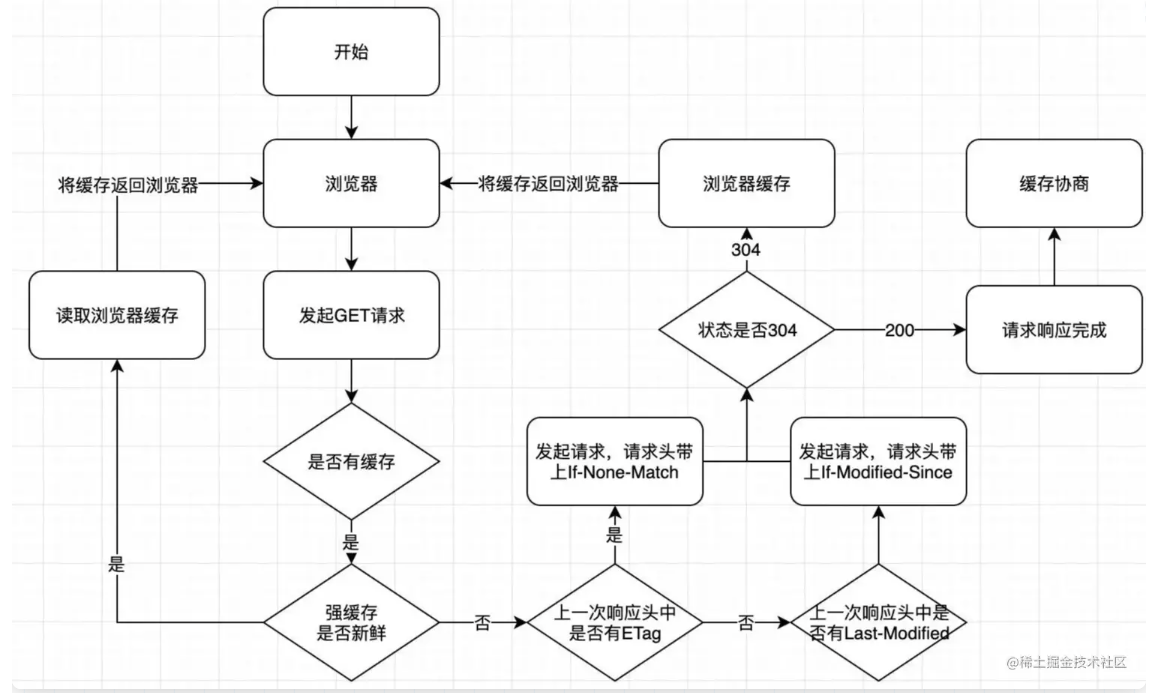 开始
将缓存返回浏览器
浏览器
将缓存返回浏览器
浏览器缓存
缓存协商
304
读取浏览器缓存
发起GET请求
状态是否304
200
请求响应完成
是否有缓存
发起请求，请求头带
上If-None-Match
发起请求，请求头带
上If-Modified-Since
是
是
是
强缓存
是否新鲜
否
上一次响应头中
是否有ETag
否
上一次响应头中是
否有Last-Modified
@稀土掘金技术社区